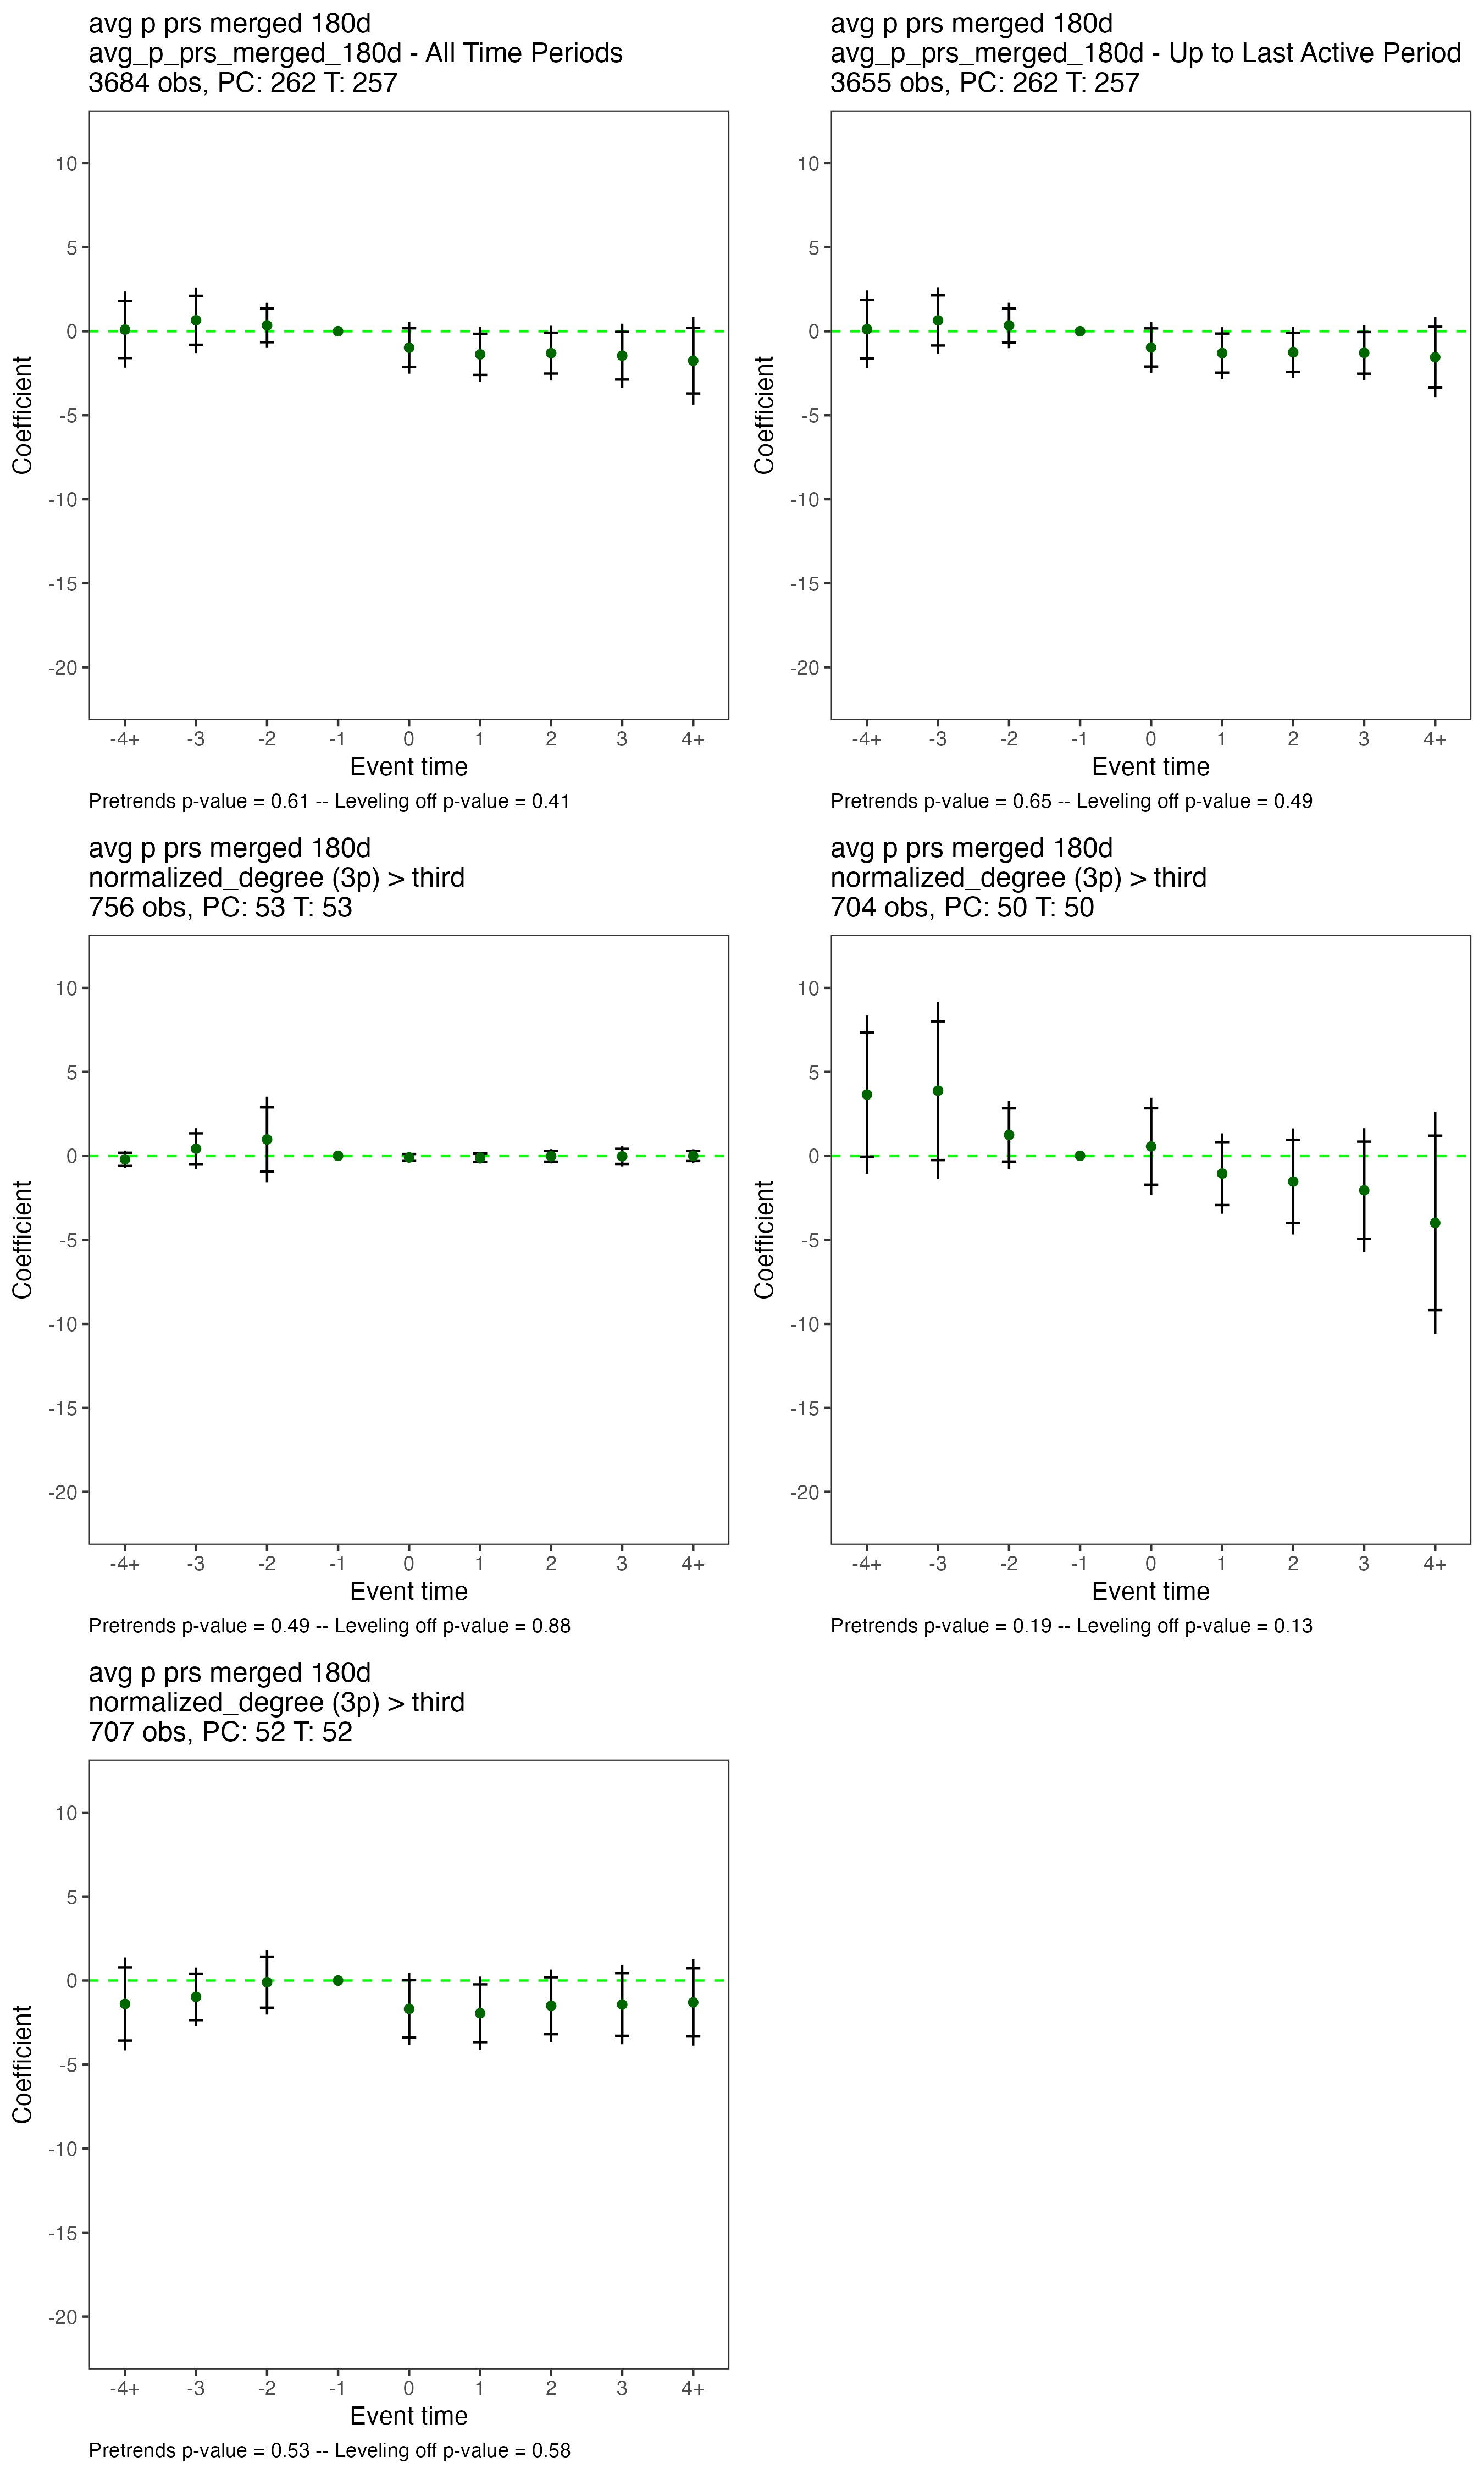 avg p prs merged 180d
avg_p_prs_merged_180d - All Time Periods
3684 obs, PC: 262 T: 257
10
5
0
-5
-10
-15
-20
Coefficient
-4+ -3 -2 -1 0 1 2 3 4+
Event time
Pretrends p-value = 0.61 -- Leveling off p-value = 0.41
avg p prs merged 180d
avg_p_prs_merged_180d - Up to Last Active Period
3655 obs, PC: 262 T: 257
10
5
0
-5
-10
-15
-20
Coefficient
-4+ -3 -2 -1 0 1 2 3 4+
Event time
Pretrends p-value = 0.65 -- Leveling off p-value = 0.49
avg p prs merged 180d
normalized_degree (3p) > third
756 obs, PC: 53 T: 53
10
5
0
-5
-10
-15
-20
Coefficient
-4+ -3 -2 -1 0 1 2 3 4+
Event time
Pretrends p-value = 0.49 -- Leveling off p-value = 0.88
avg p prs merged 180d
normalized_degree (3p) > third
704 obs, PC: 50 T: 50
10
5
0
-5
-10
-15
-20
Coefficient
-4+ -3 -2 -1 0 1 2 3 4+
Event time
Pretrends p-value = 0.19 -- Leveling off p-value = 0.13
avg p prs merged 180d
normalized_degree (3p) > third
707 obs, PC: 52 T: 52
10
5
0
-5
-10
-15
-20
Coefficient
-4+ -3 -2 -1 0 1 2 3 4+
Event time
Pretrends p-value = 0.53 -- Leveling off p-value = 0.58